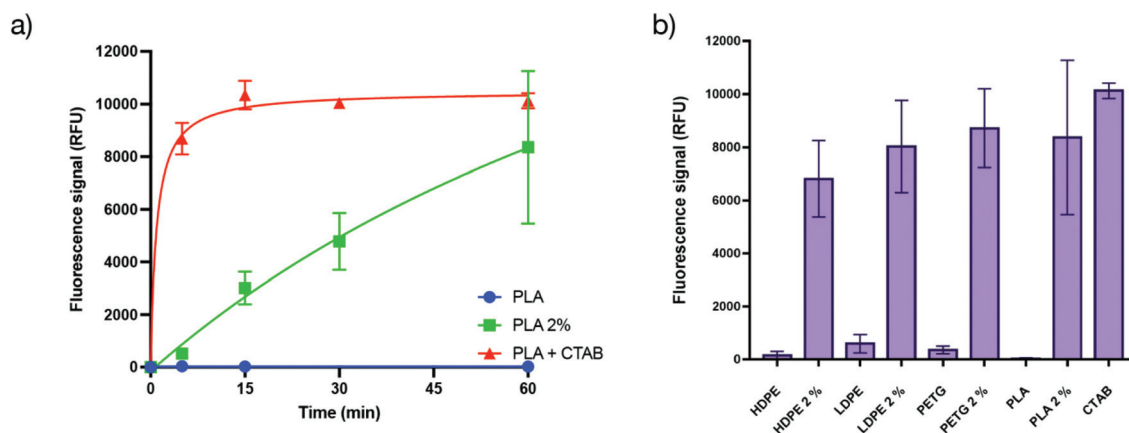 a)
12000
10000
8000
6000
4000
2000
0
Fluorescence signal (RFU)
0
15
30
45
60
Time (min)
PLA
PLA 2%
PLA + CTAB
b)
12000
10000
8000
6000
4000
2000
0
Fluorescence signal (RFU)
HDPE
HDPE 2 %
LDPE
LDPE 2 %
PETG
PETG 2 %
PLA
PLA 2 %
CTAB